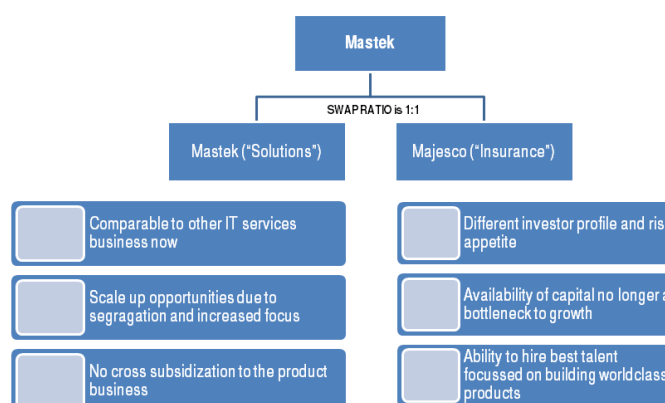 Mastek
SWAP RATIO is 1:1
Mastek ("Solutions")
Majesco ("Insurance")
Comparable to other IT services
business now
Scale up opportunities due to
segragation and increased focus
No cross subsidization to the product
business
Different investor profile and ris
appetite
Availability of capital no longer a
bottleneck to growth
Ability to hire best talent
focussed on building worldclass
products